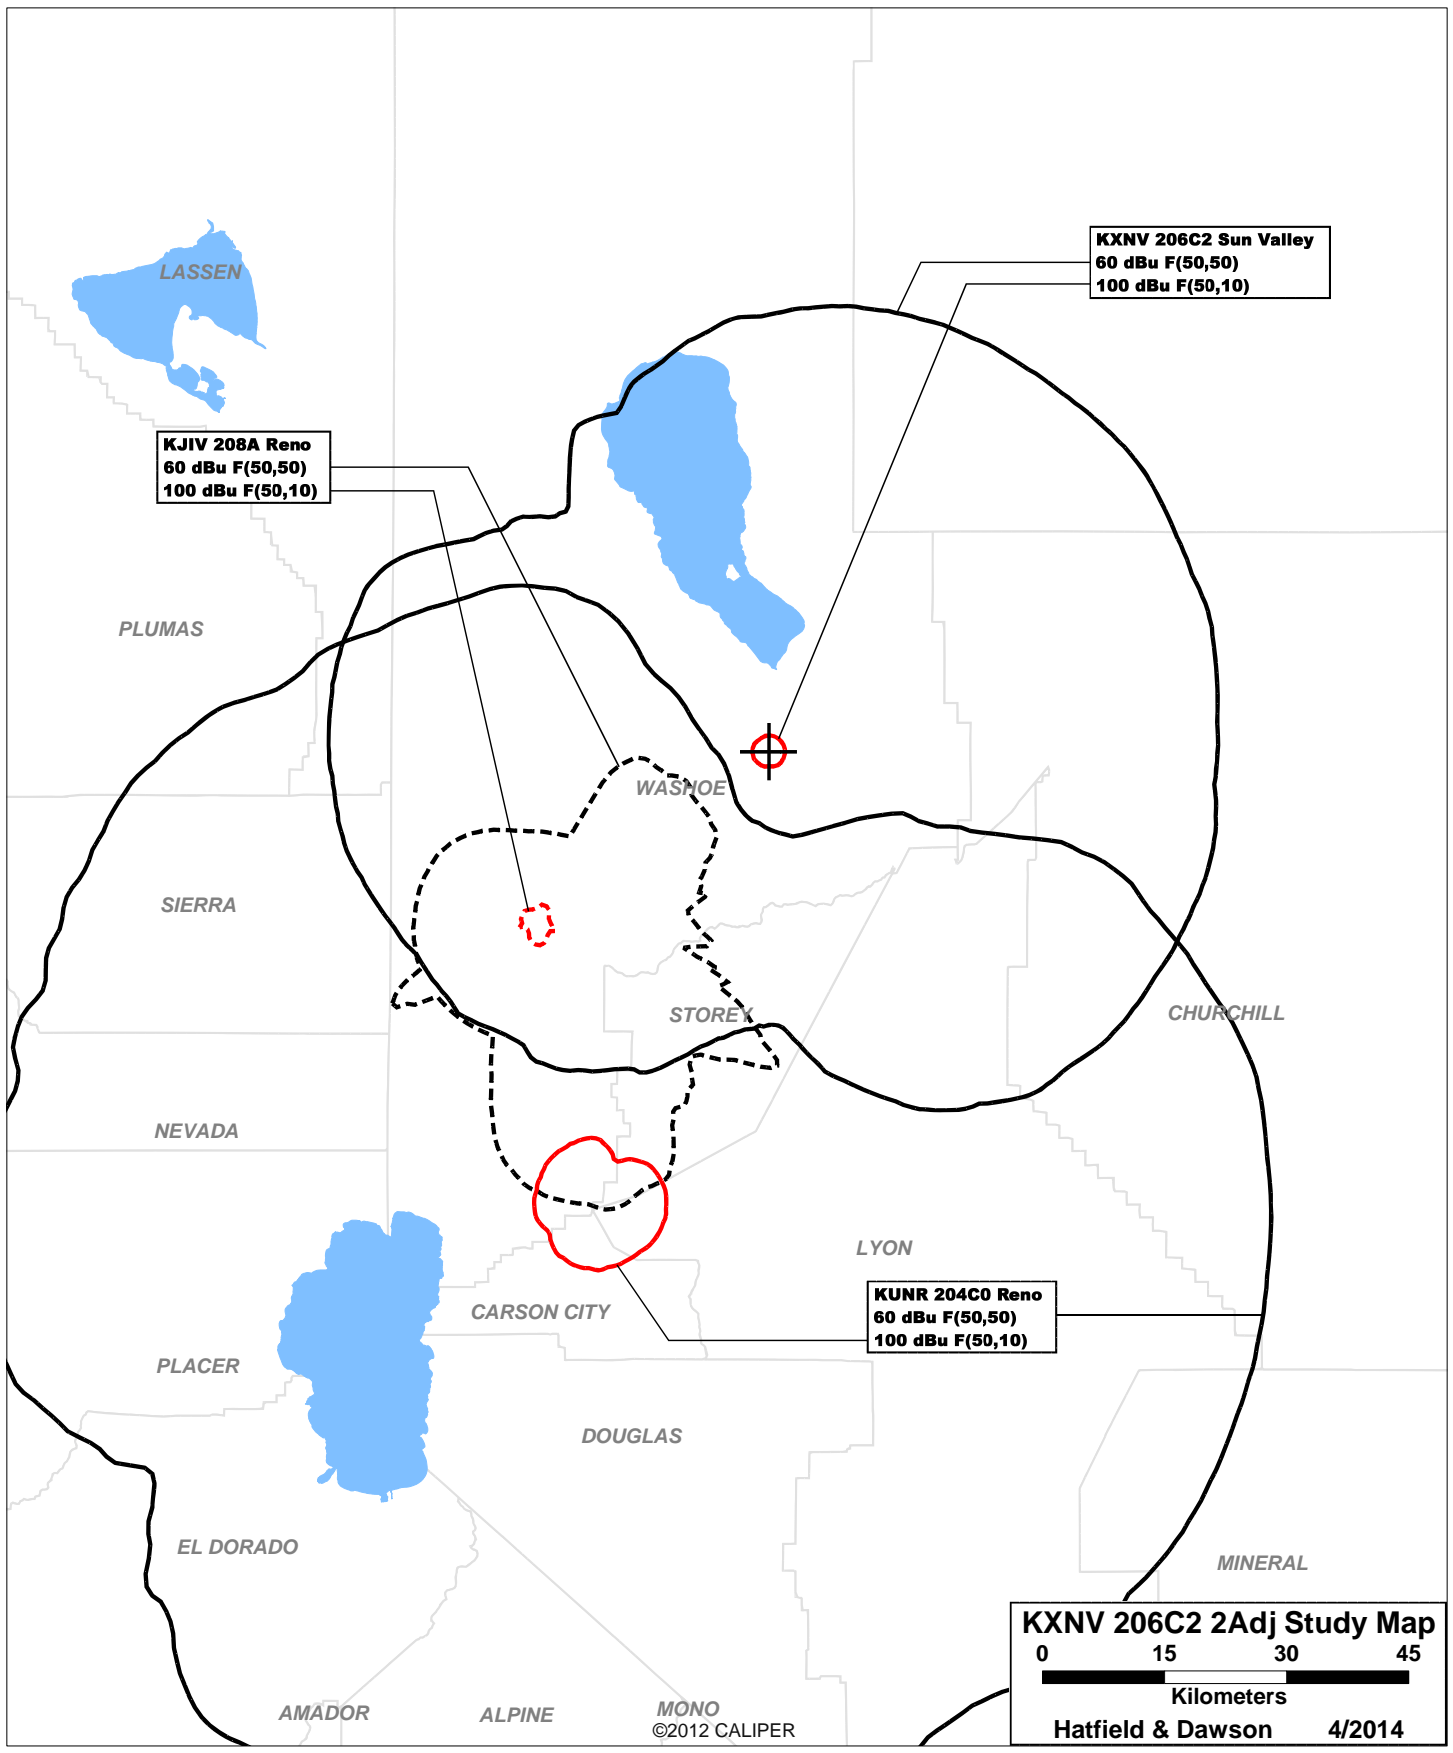 KXNV 206C2 Sun Valley
60 dBu F(50,50)
100 dBu F(50,10)
LASSEN
KJIV 208A Reno
60 dBu F(50,50)
100 dBu F(50,10)
PLUMAS
WASHOE
SIERRA
STOREY
CHURCHILL
NEVADA
LYON
KUNR 204C0 Reno
60 dBu F(50,50)
100 dBu F(50,10)
CARSON CITY
PLACER
DOUGLAS
EL DORADO
MINERAL
KXNV 206C2 2Adj Study Map
0 15 30 45
Kilometers
Hatfield & Dawson 4/2014
AMADOR
ALPINE
MONO
©2012 CALIPER